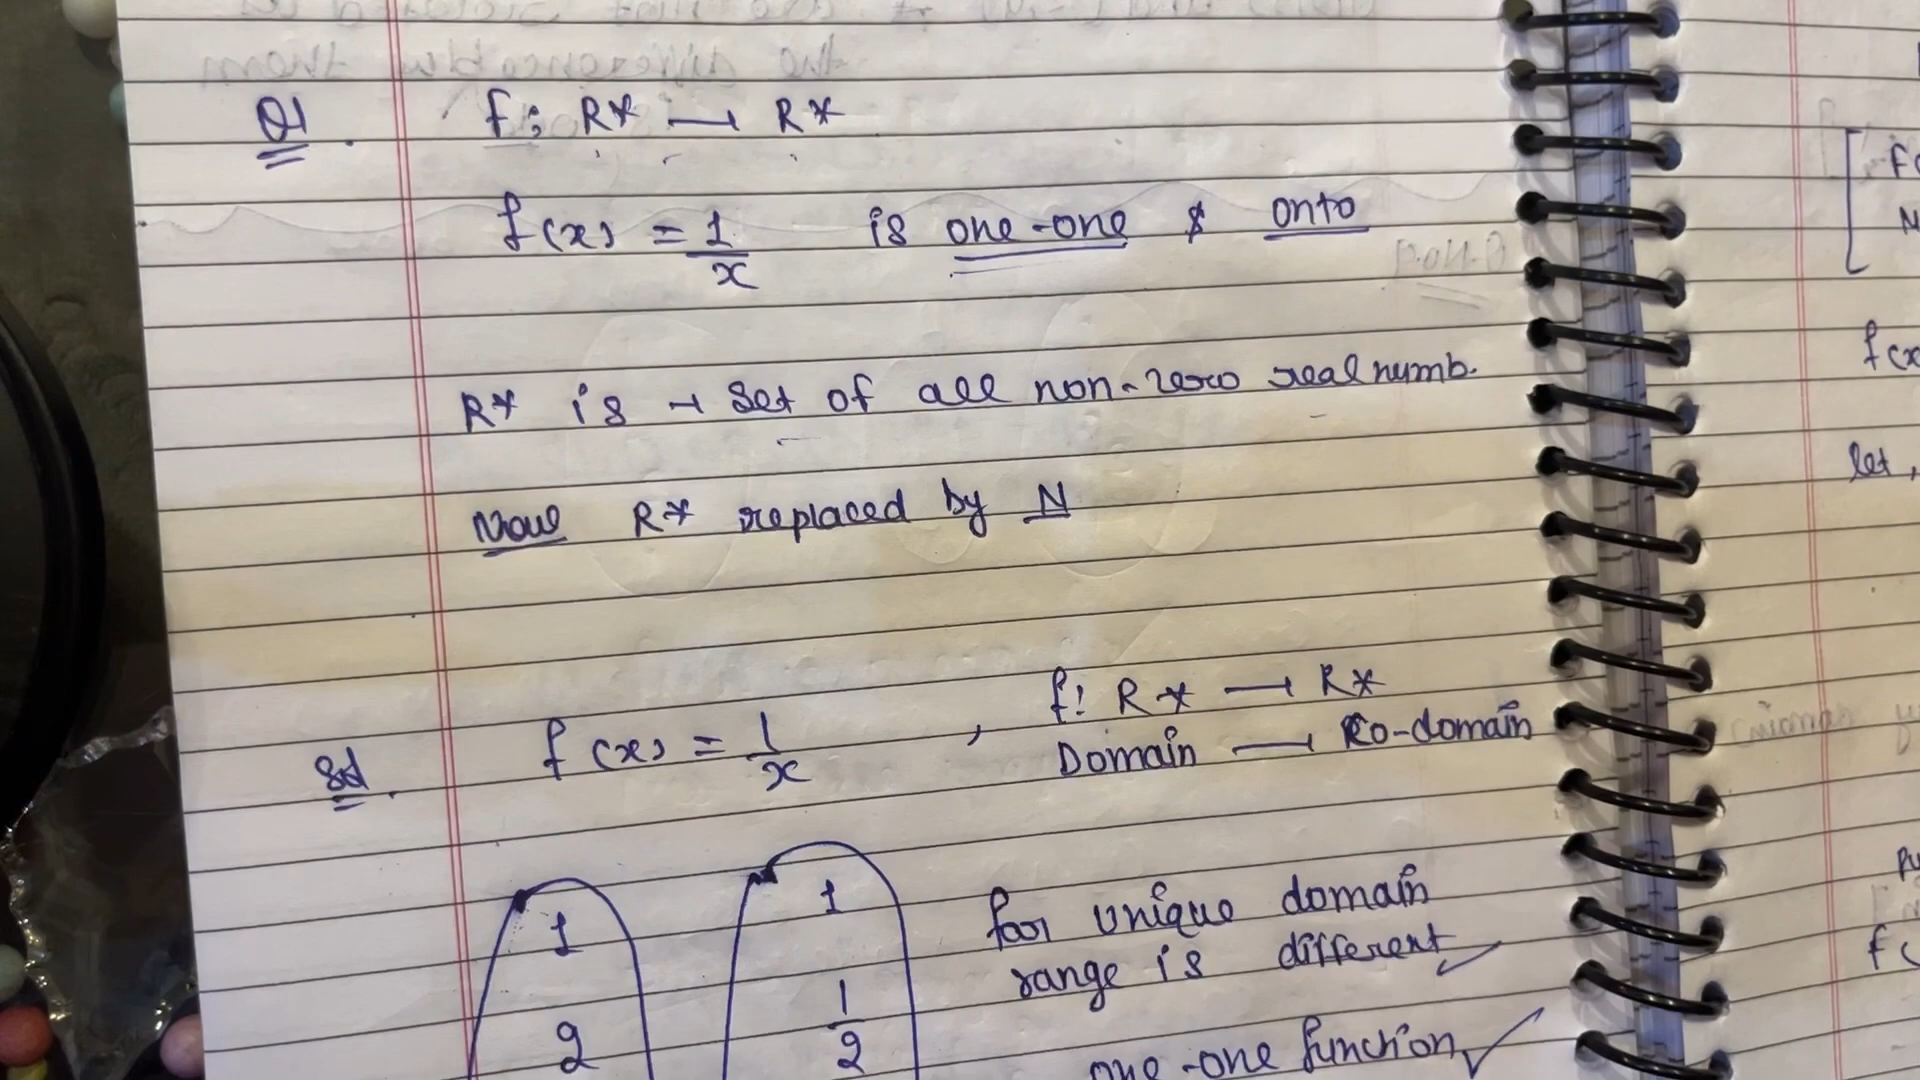 Q1. f: R* → R*
f(x) = 1/x is one-one & onto
R* is → Set of all non-zero real numb.
Now R* replaced by N
Sol. f(x) = 1/x , f: R* → R*
Domain → Co-domain
1 1 for unique domain
range is different ✓
2 1/2 one-one function ✓
f(x
let,